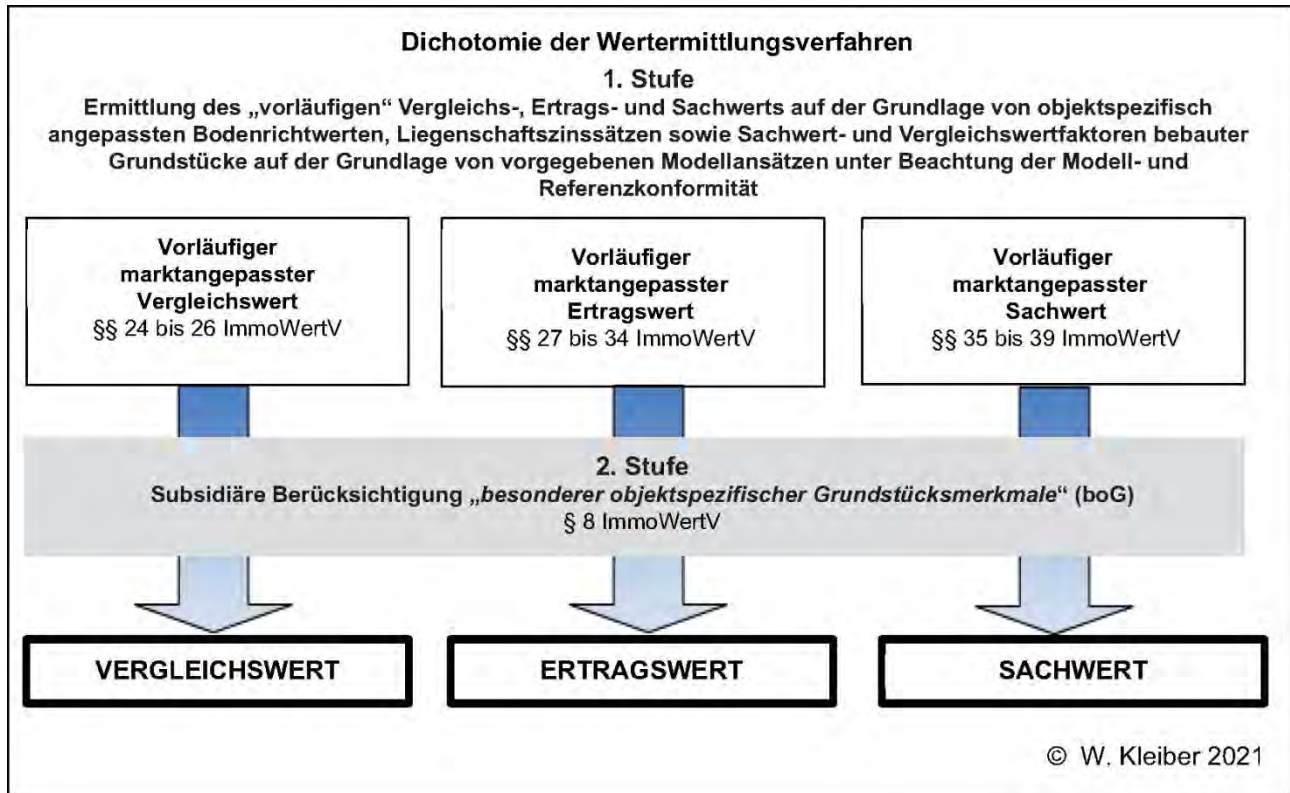 Dichotomie der Wertermittlungsverfahren
1. Stufe
Ermittlung des „vorläufigen“ Vergleichs-, Ertrags- und Sachwerts auf der Grundlage von objektspezifisch
angepassten Bodenrichtwerten, Liegenschaftszinssätzen sowie Sachwert- und Vergleichswertfaktoren bebauter
Grundstücke auf der Grundlage von vorgegebenen Modellansätzen unter Beachtung der Modell- und
Referenzkonformität
Vorläufiger
marktangepasster
Vergleichswert
§§ 24 bis 26 ImmoWertV
Vorläufiger
marktangepasster
Ertragswert
§§ 27 bis 34 ImmoWertV
Vorläufiger
marktangepasster
Sachwert
§§ 35 bis 39 ImmoWertV
2. Stufe
Subsidiäre Berücksichtigung „besonderer objektspezifischer Grundstücksmerkmale“ (boG)
§ 8 ImmoWertV
VERGLEICHSWERT
ERTRAGSWERT
SACHWERT
© W. Kleiber 2021